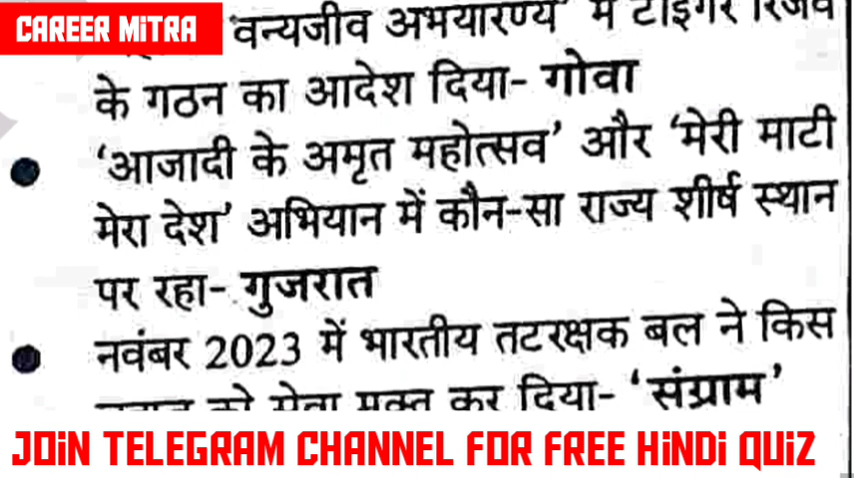 CAREER MITRA
'वन्यजीव अभयारण्य' में टाइगर रिजर्व
के गठन का आदेश दिया- गोवा
'आजादी के अमृत महोत्सव' और 'मेरी माटी
मेरा देश' अभियान में कौन-सा राज्य शीर्ष स्थान
पर रहा- गुजरात
नवंबर 2023 में भारतीय तटरक्षक बल ने किस
को सेवा मुक्त कर दिया- 'संग्राम'
JOIN TELEGRAM CHANNEL FOR FREE HINDI QUIZ